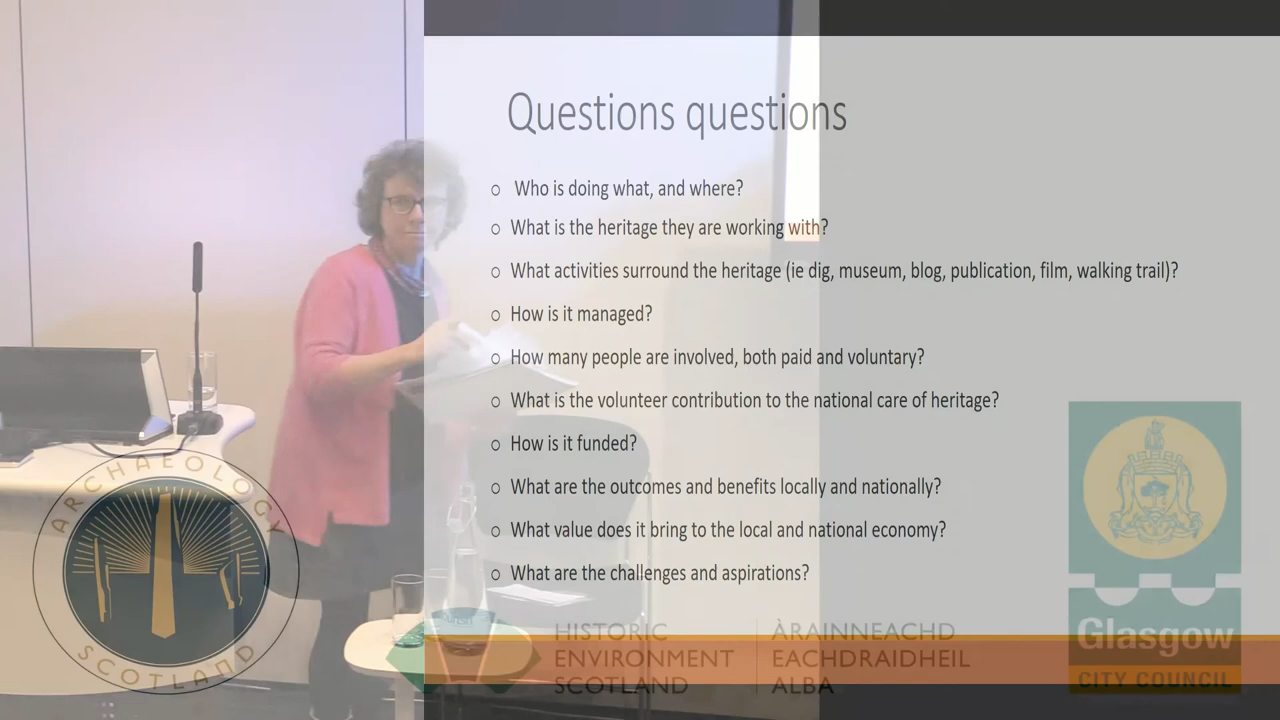 Questions questions
Who is doing what, and where?
What is the heritage they are working with?
What activities surround the heritage (ie dig, museum, blog, publication, film, walking trail)?
How is it managed?
How many people are involved, both paid and voluntary?
What is the volunteer contribution to the national care of heritage?
How is it funded?
What are the outcomes and benefits locally and nationally?
What value does it bring to the local and national economy?
What are the challenges and aspirations?
ARCHAEOLOGY
SCOTLAND
HISTORIC
ENVIRONMENT
SCOTLAND
ÀRAINNEACHD
EACHDRAIDHEIL
ALBA
Glasgow
CITY COUNCIL